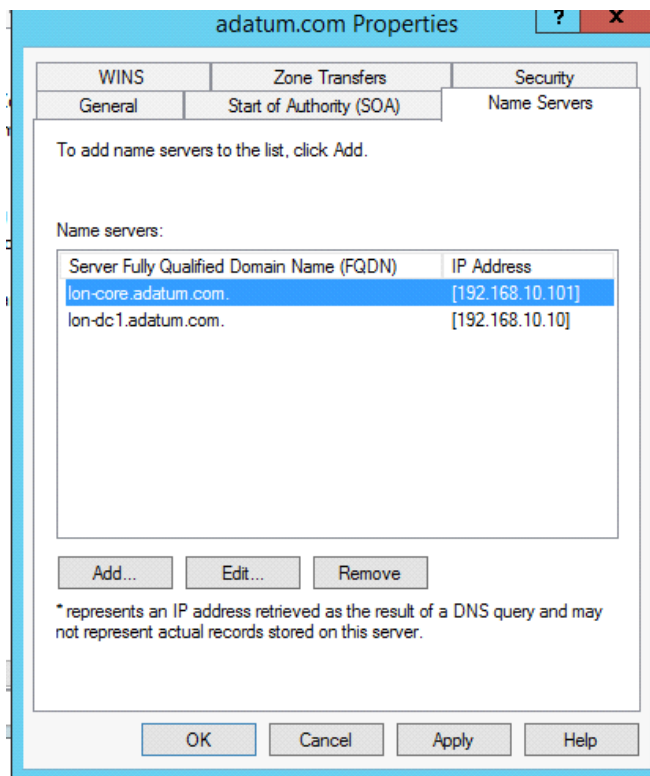 adatum.com Properties
? x
WINS Zone Transfers Security
General Start of Authority (SOA) Name Servers
To add name servers to the list, click Add.
Name servers:
Server Fully Qualified Domain Name (FQDN) IP Address
lon-core.adatum.com. [192.168.10.101]
lon-dc1.adatum.com. [192.168.10.10]
Add... Edit... Remove
* represents an IP address retrieved as the result of a DNS query and may
not represent actual records stored on this server.
OK Cancel Apply Help